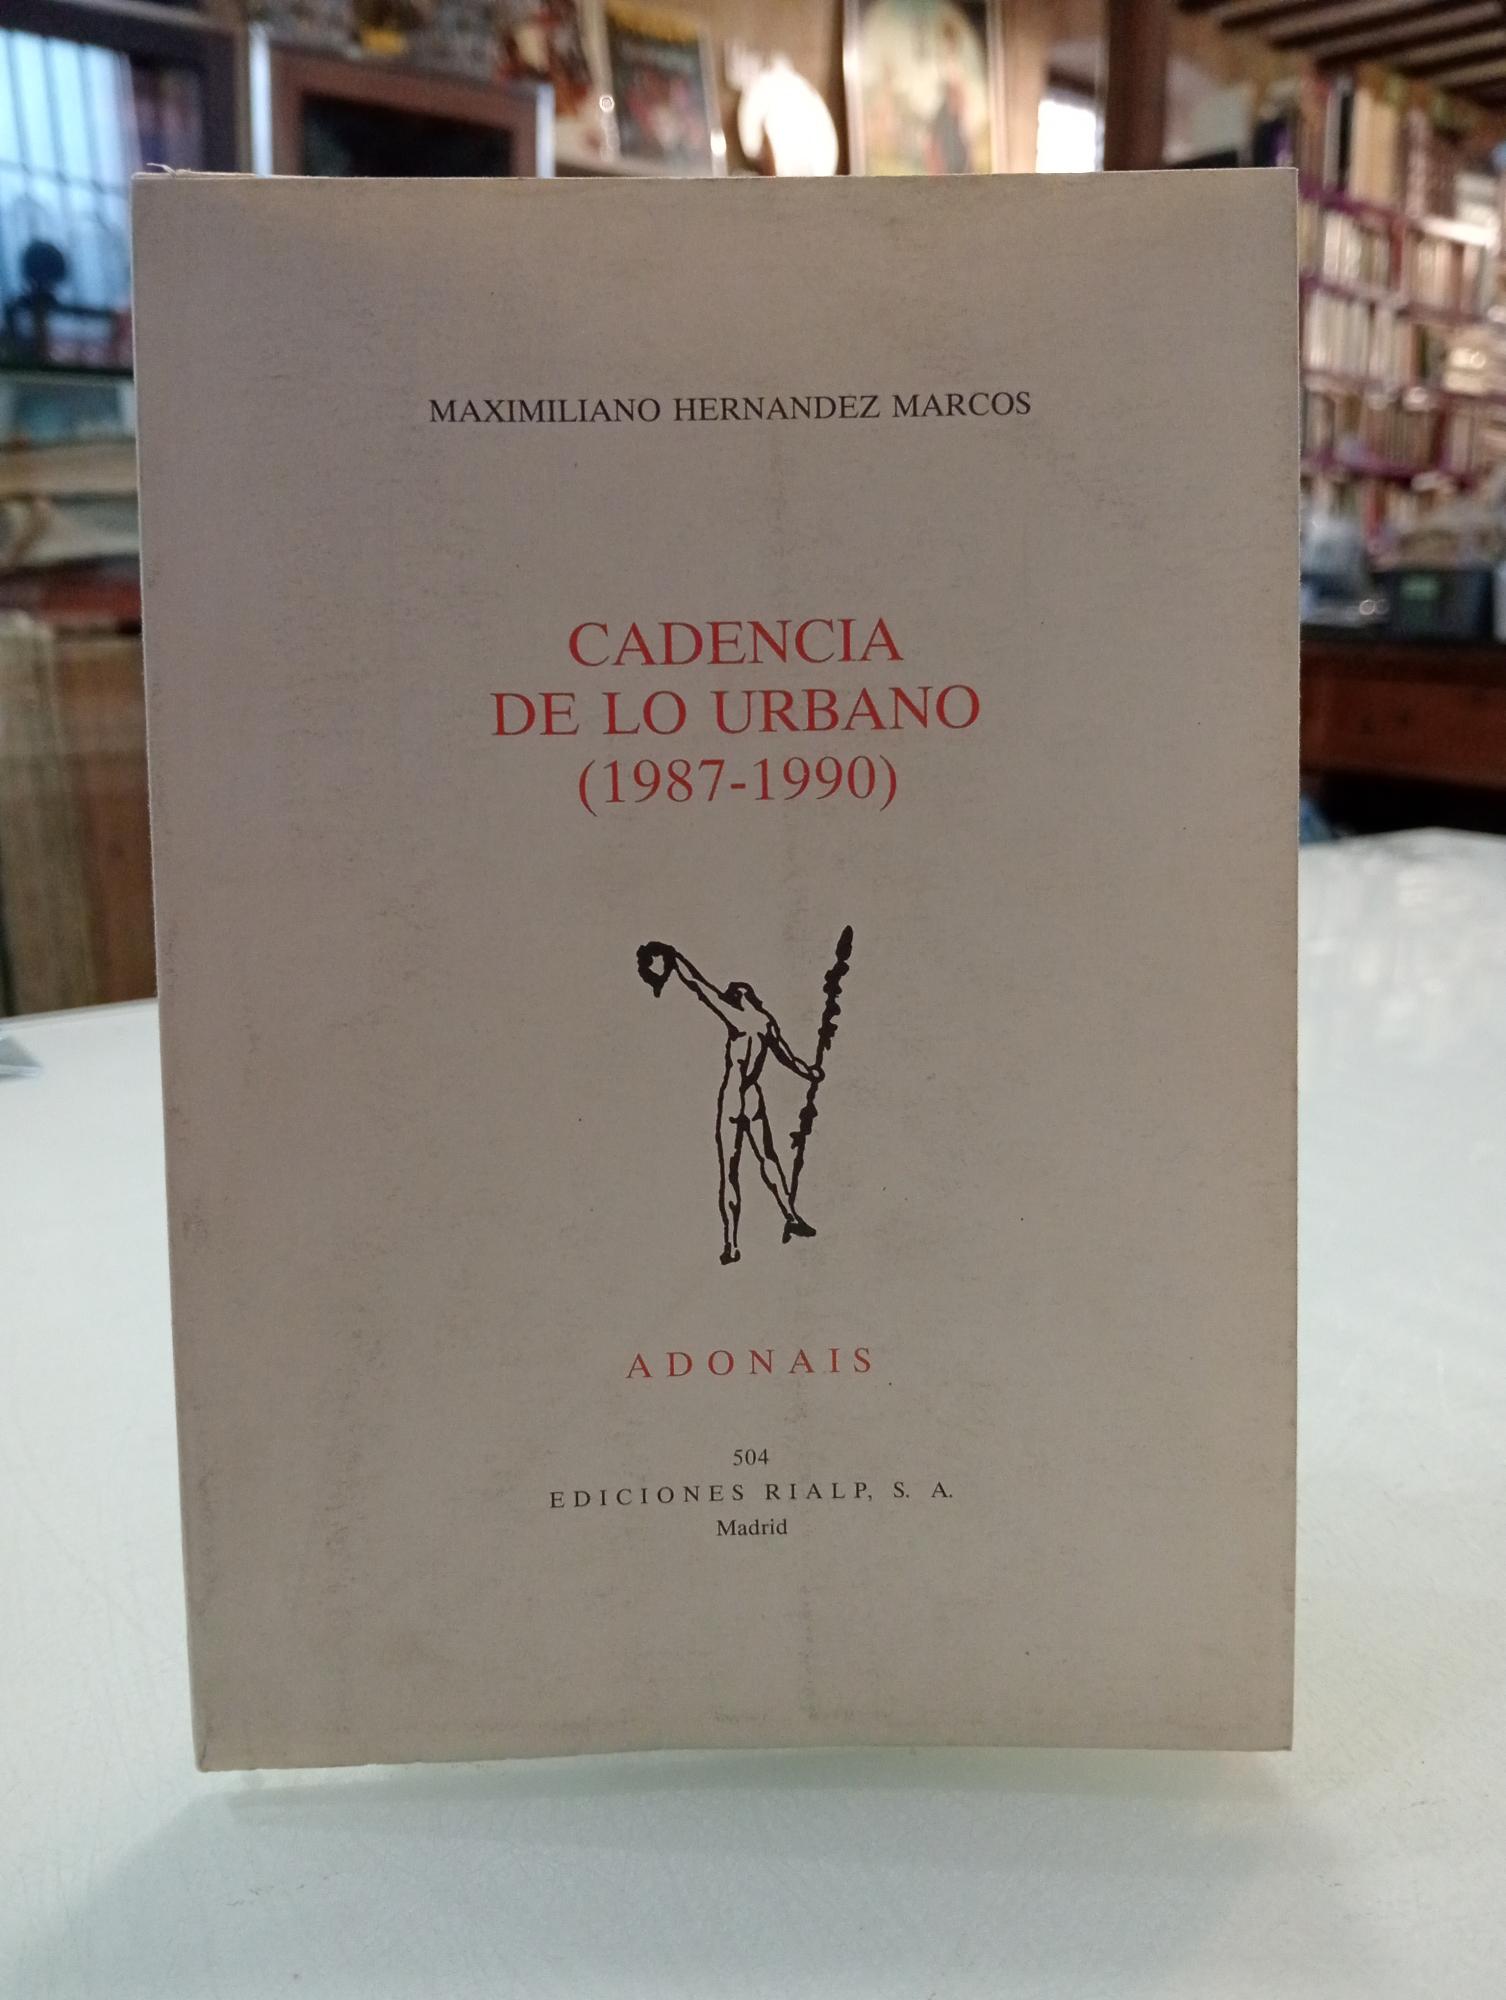 MAXIMILIANO HERNANDEZ MARCOS
CADENCIA
DE LO URBANO
(1987-1990)
ADONAIS
504
EDICIONES RIALP, S. A.
Madrid